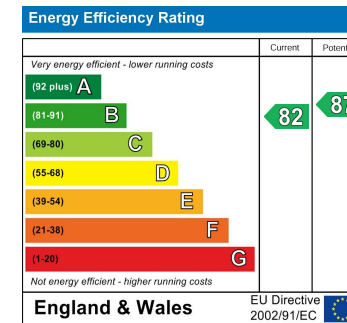 Energy Efficiency Rating
Current
Very energy efficient - lower running costs
(92 plus) A
(81-91) B
82
87
(69-80) C
(55-68) D
(39-54) E
(21-38) F
(1-20) G
Not energy efficient - higher running costs
England & Wales
EU Directive
2002/91/EC